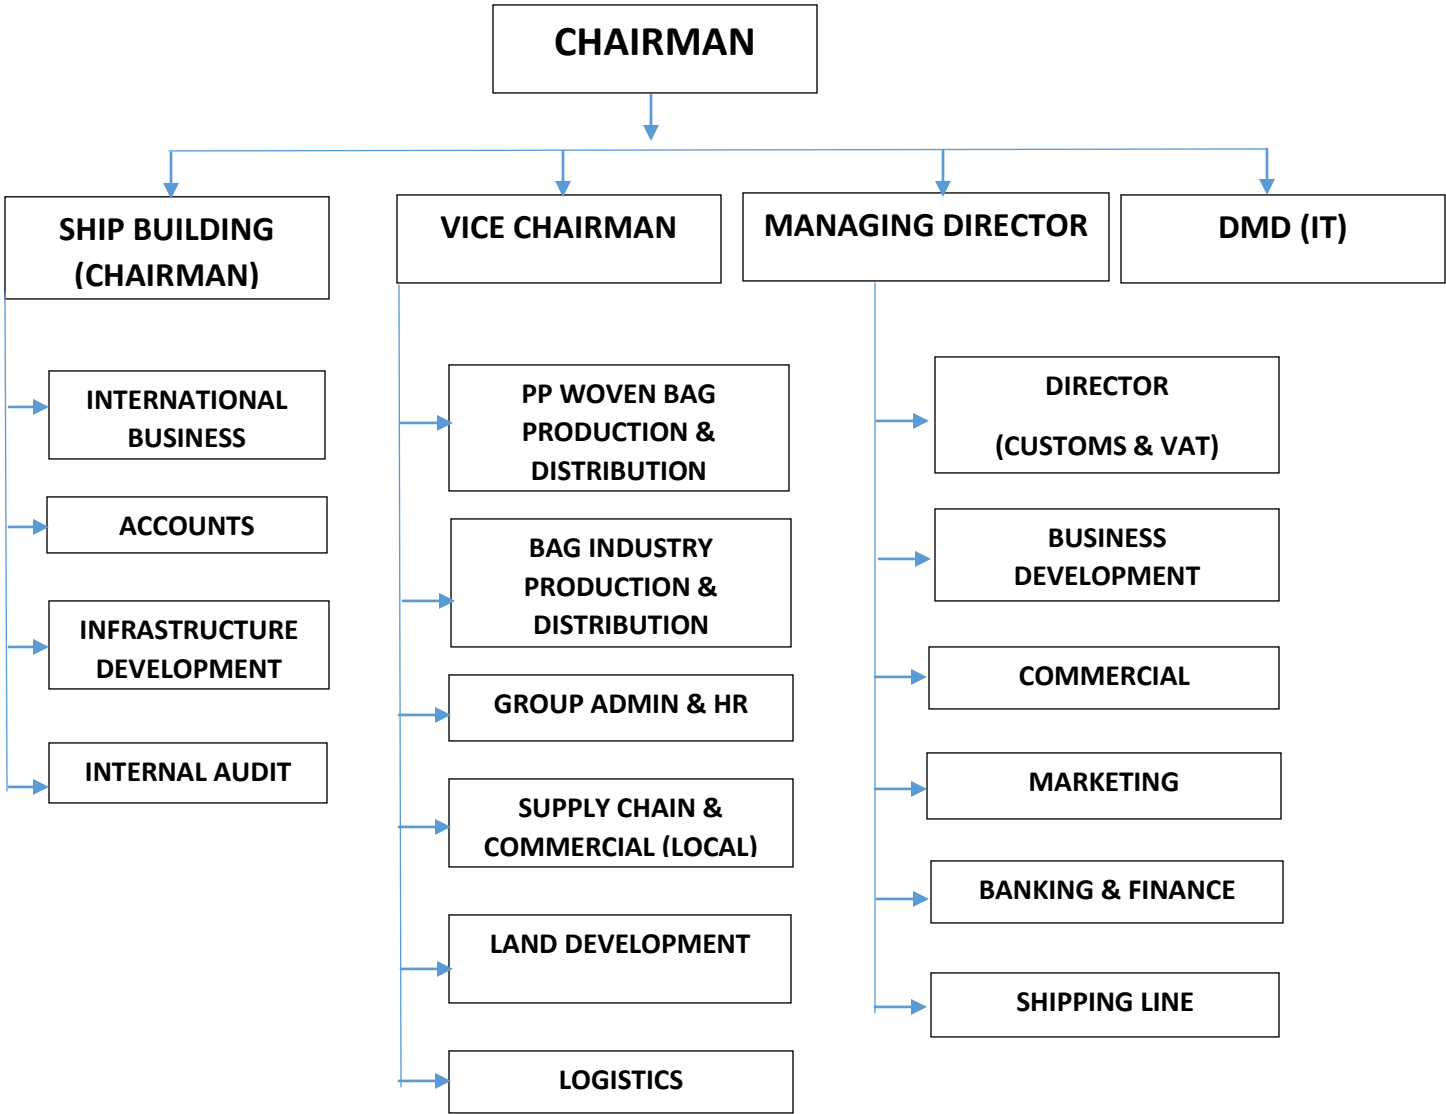 CHAIRMAN
SHIP BUILDING
(CHAIRMAN)
VICE CHAIRMAN
MANAGING DIRECTOR
DMD (IT)
INTERNATIONAL
BUSINESS
ACCOUNTS
INFRASTRUCTURE
DEVELOPMENT
INTERNAL AUDIT
PP WOVEN BAG
PRODUCTION &
DISTRIBUTION
BAG INDUSTRY
PRODUCTION &
DISTRIBUTION
GROUP ADMIN & HR
SUPPLY CHAIN &
COMMERCIAL (LOCAL)
LAND DEVELOPMENT
LOGISTICS
DIRECTOR
(CUSTOMS & VAT)
BUSINESS
DEVELOPMENT
COMMERCIAL
MARKETING
BANKING & FINANCE
SHIPPING LINE